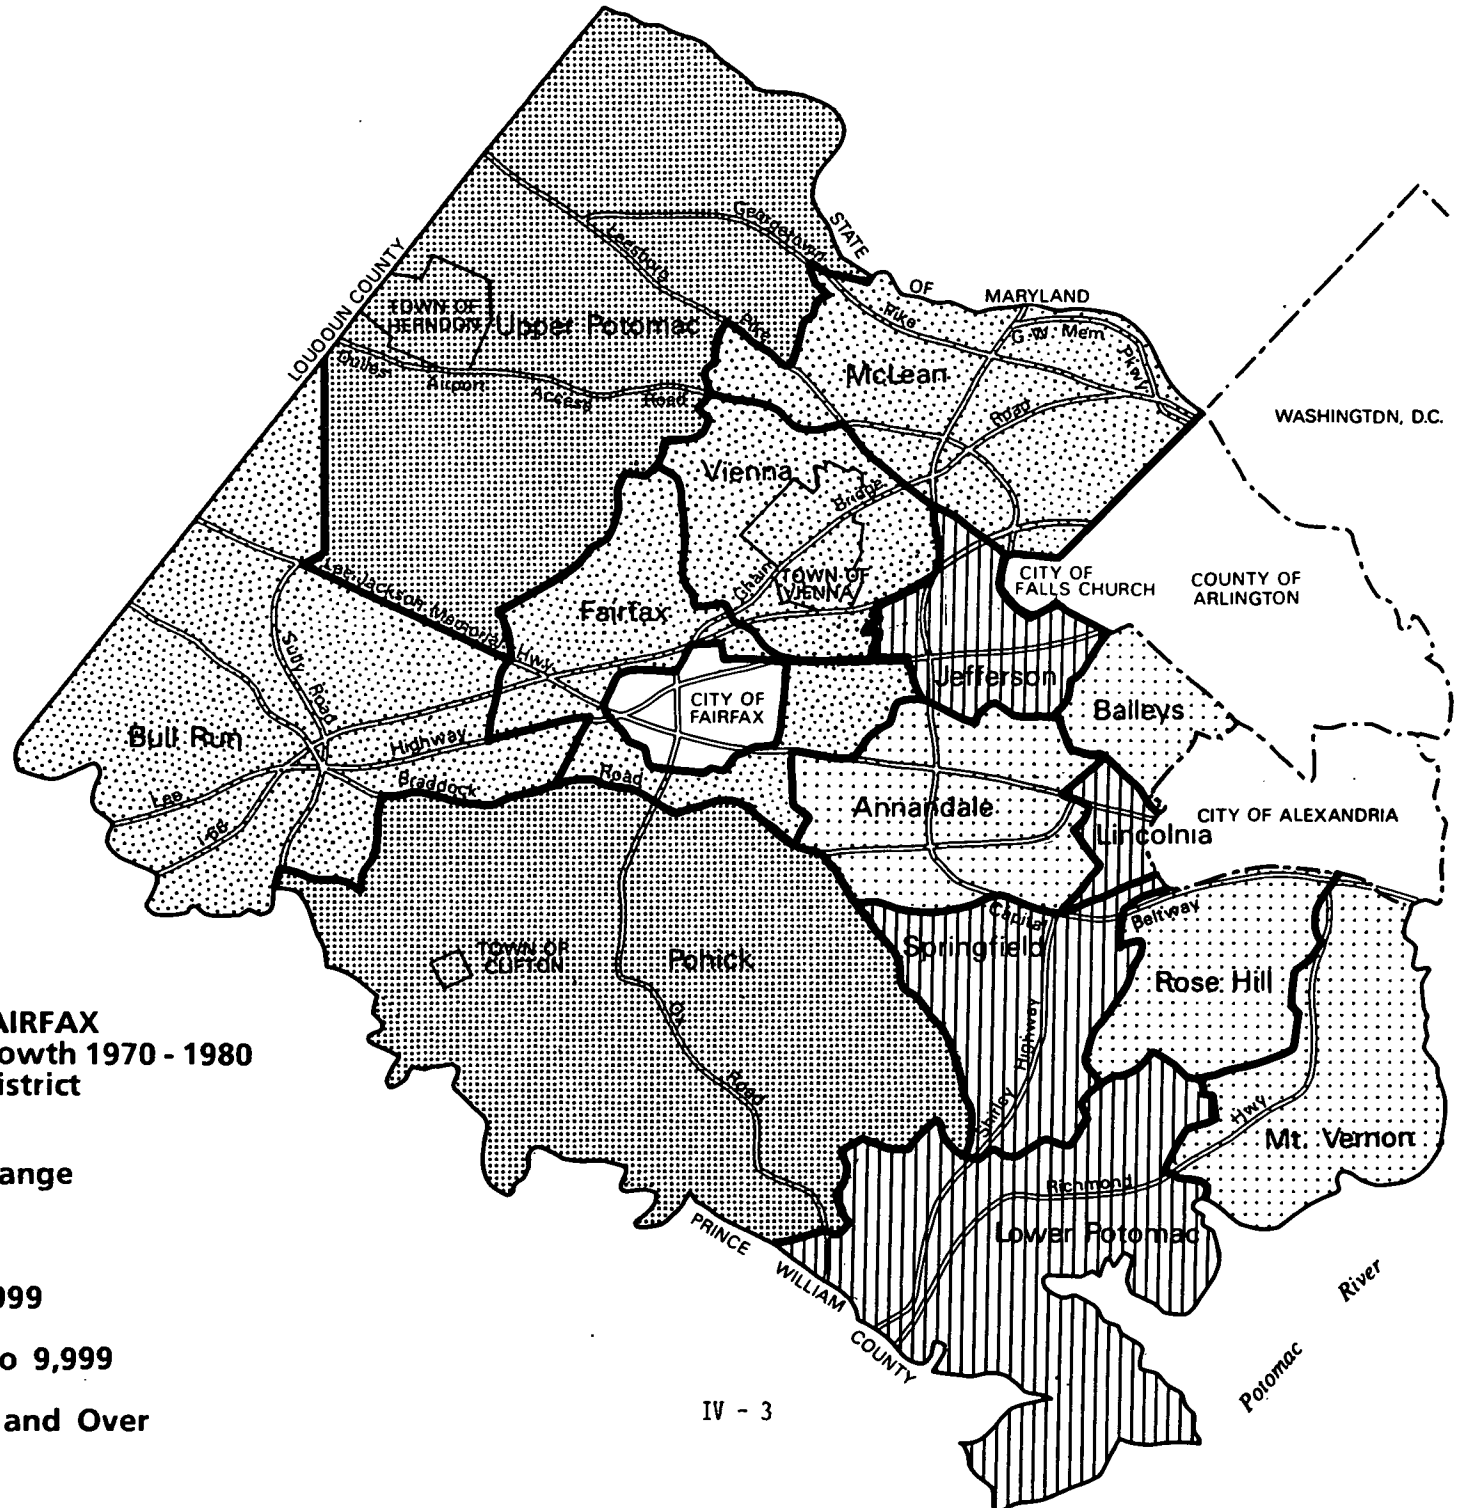 STATE
OF
MARYLAND
LOUDOUN COUNTY
Georgetown
Pike
Leesburg
Pike
TOWN OF
HERNDON
Upper Potomac
Dulles
Airport
Access
Road
G.W. Mem.
Pkwy.
McLean
Road
WASHINGTON, D.C.
Vienna
Bridge
Chain
TOWN OF
VIENNA
CITY OF
FALLS CHURCH
COUNTY OF
ARLINGTON
Lee Jackson Memorial Hwy.
Fairfax
Sully
Road
Jefferson
CITY OF
FAIRFAX
Baileys
Bull Run
Highway
Lee
Braddock
Road
I-66
Annandale
Lincolnia
CITY OF ALEXANDRIA
Capital
Beltway
Springfield
TOWN OF
CLIFTON
Pohick
Rose Hill
Ox
Road
Shirley
Highway
AIRFAX
owth 1970 - 1980
istrict
Hwy
Mt. Vernon
ange
Richmond
Lower Potomac
PRINCE
WILLIAM
COUNTY
River
Potomac
999
o 9,999
and Over
IV - 3